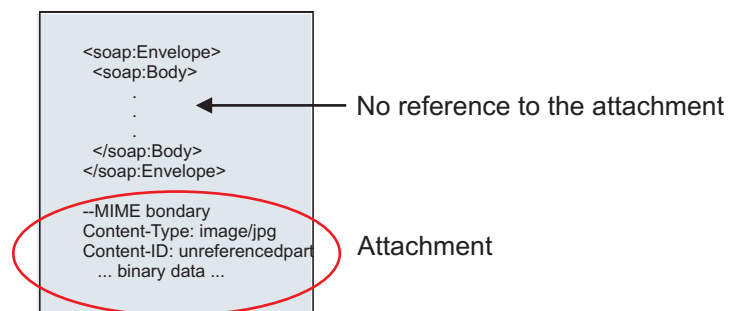 <soap:Envelope>
<soap:Body>
.
.
.
No reference to the attachment
</soap:Body>
</soap:Envelope>
--MIME bondary
Content-Type: image/jpg
Content-ID: unreferencedpart
... binary data ...
Attachment